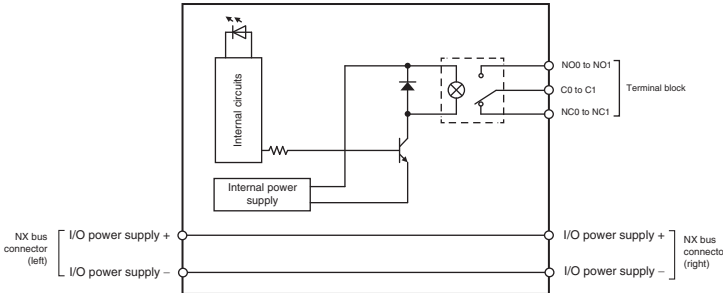 Internal circuits
NO0 to NO1
C0 to C1
NC0 to NC1
Terminal block
Internal power
supply
NX bus
connector
(left)
I/O power supply +
I/O power supply −
I/O power supply +
I/O power supply −
NX bus
connecto
(right)